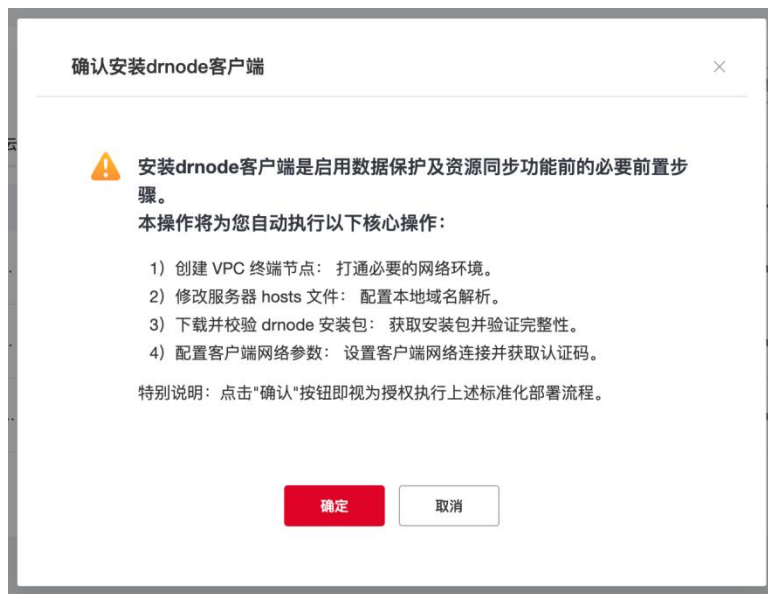 确认安装drnode客户端
云
安装drnode客户端是启用数据保护及资源同步功能前的必要前置步
骤。
本操作将为您自动执行以下核心操作：
1）创建 VPC 终端节点： 打通必要的网络环境。
2）修改服务器 hosts 文件： 配置本地域名解析。
3）下载并校验 drnode 安装包： 获取安装包并验证完整性。
4）配置客户端网络参数： 设置客户端网络连接并获取认证码。
特别说明：点击"确认"按钮即视为授权执行上述标准化部署流程。
确定
取消